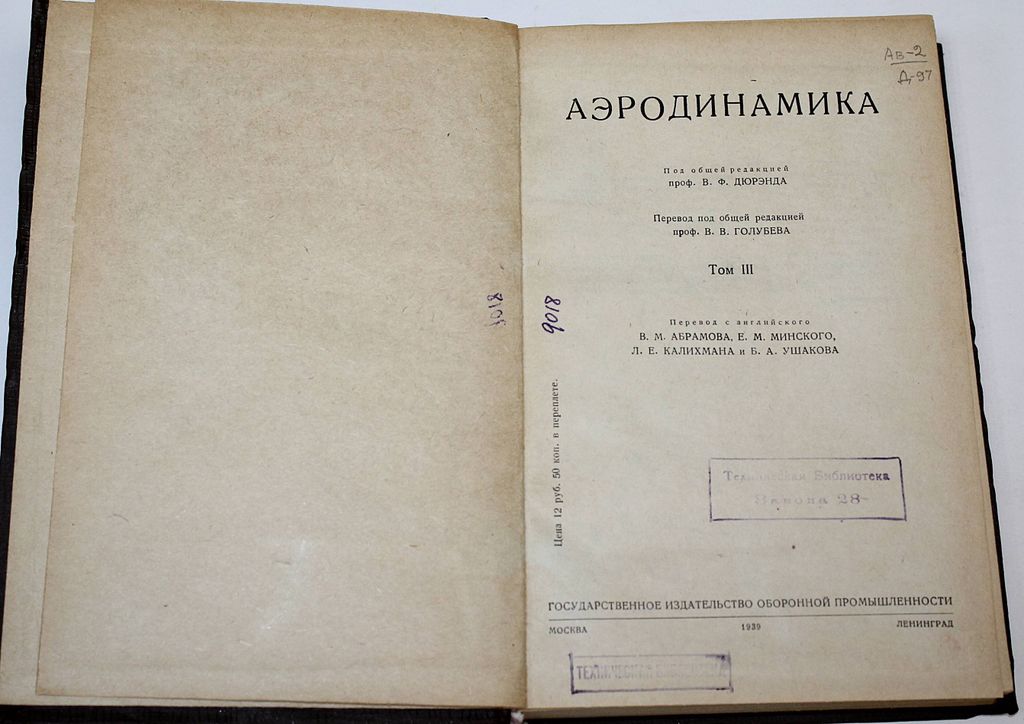 Ав-2
Д-97
АЭРОДИНАМИКА
Под общей редакцией
проф. В. Ф. ДЮРЭНДА
Перевод под общей редакцией
проф. В. В. ГОЛУБЕВА
Том III
9018
9018
Перевод с английского
В. М. АБРАМОВА, Е. М. МИНСКОГО,
Л. Е. КАЛИХМАНА и Б. А. УШАКОВА
Цена 12 руб. 50 коп. в переплете.
Техническая Библиотека
Завода 28
ГОСУДАРСТВЕННОЕ ИЗДАТЕЛЬСТВО ОБОРОННОЙ ПРОМЫШЛЕННОСТИ
МОСКВА 1939 ЛЕНИНГРАД
ТЕХНИЧЕСКАЯ БИБЛИОТЕКА